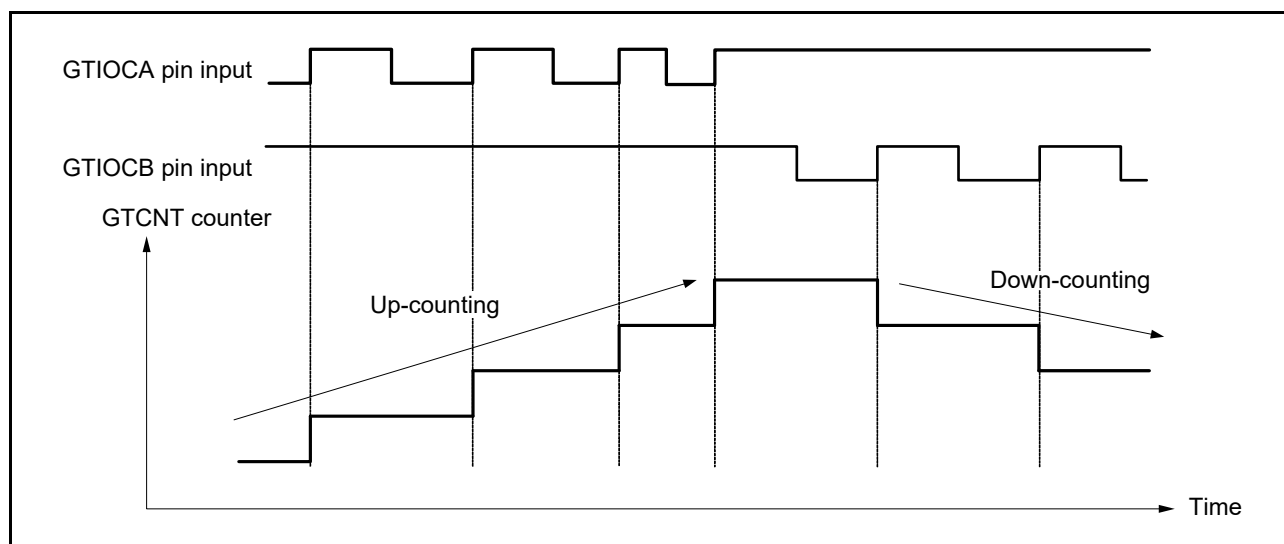 GTIOCA pin input
GTIOCB pin input
GTCNT counter
Up-counting
Down-counting
Time